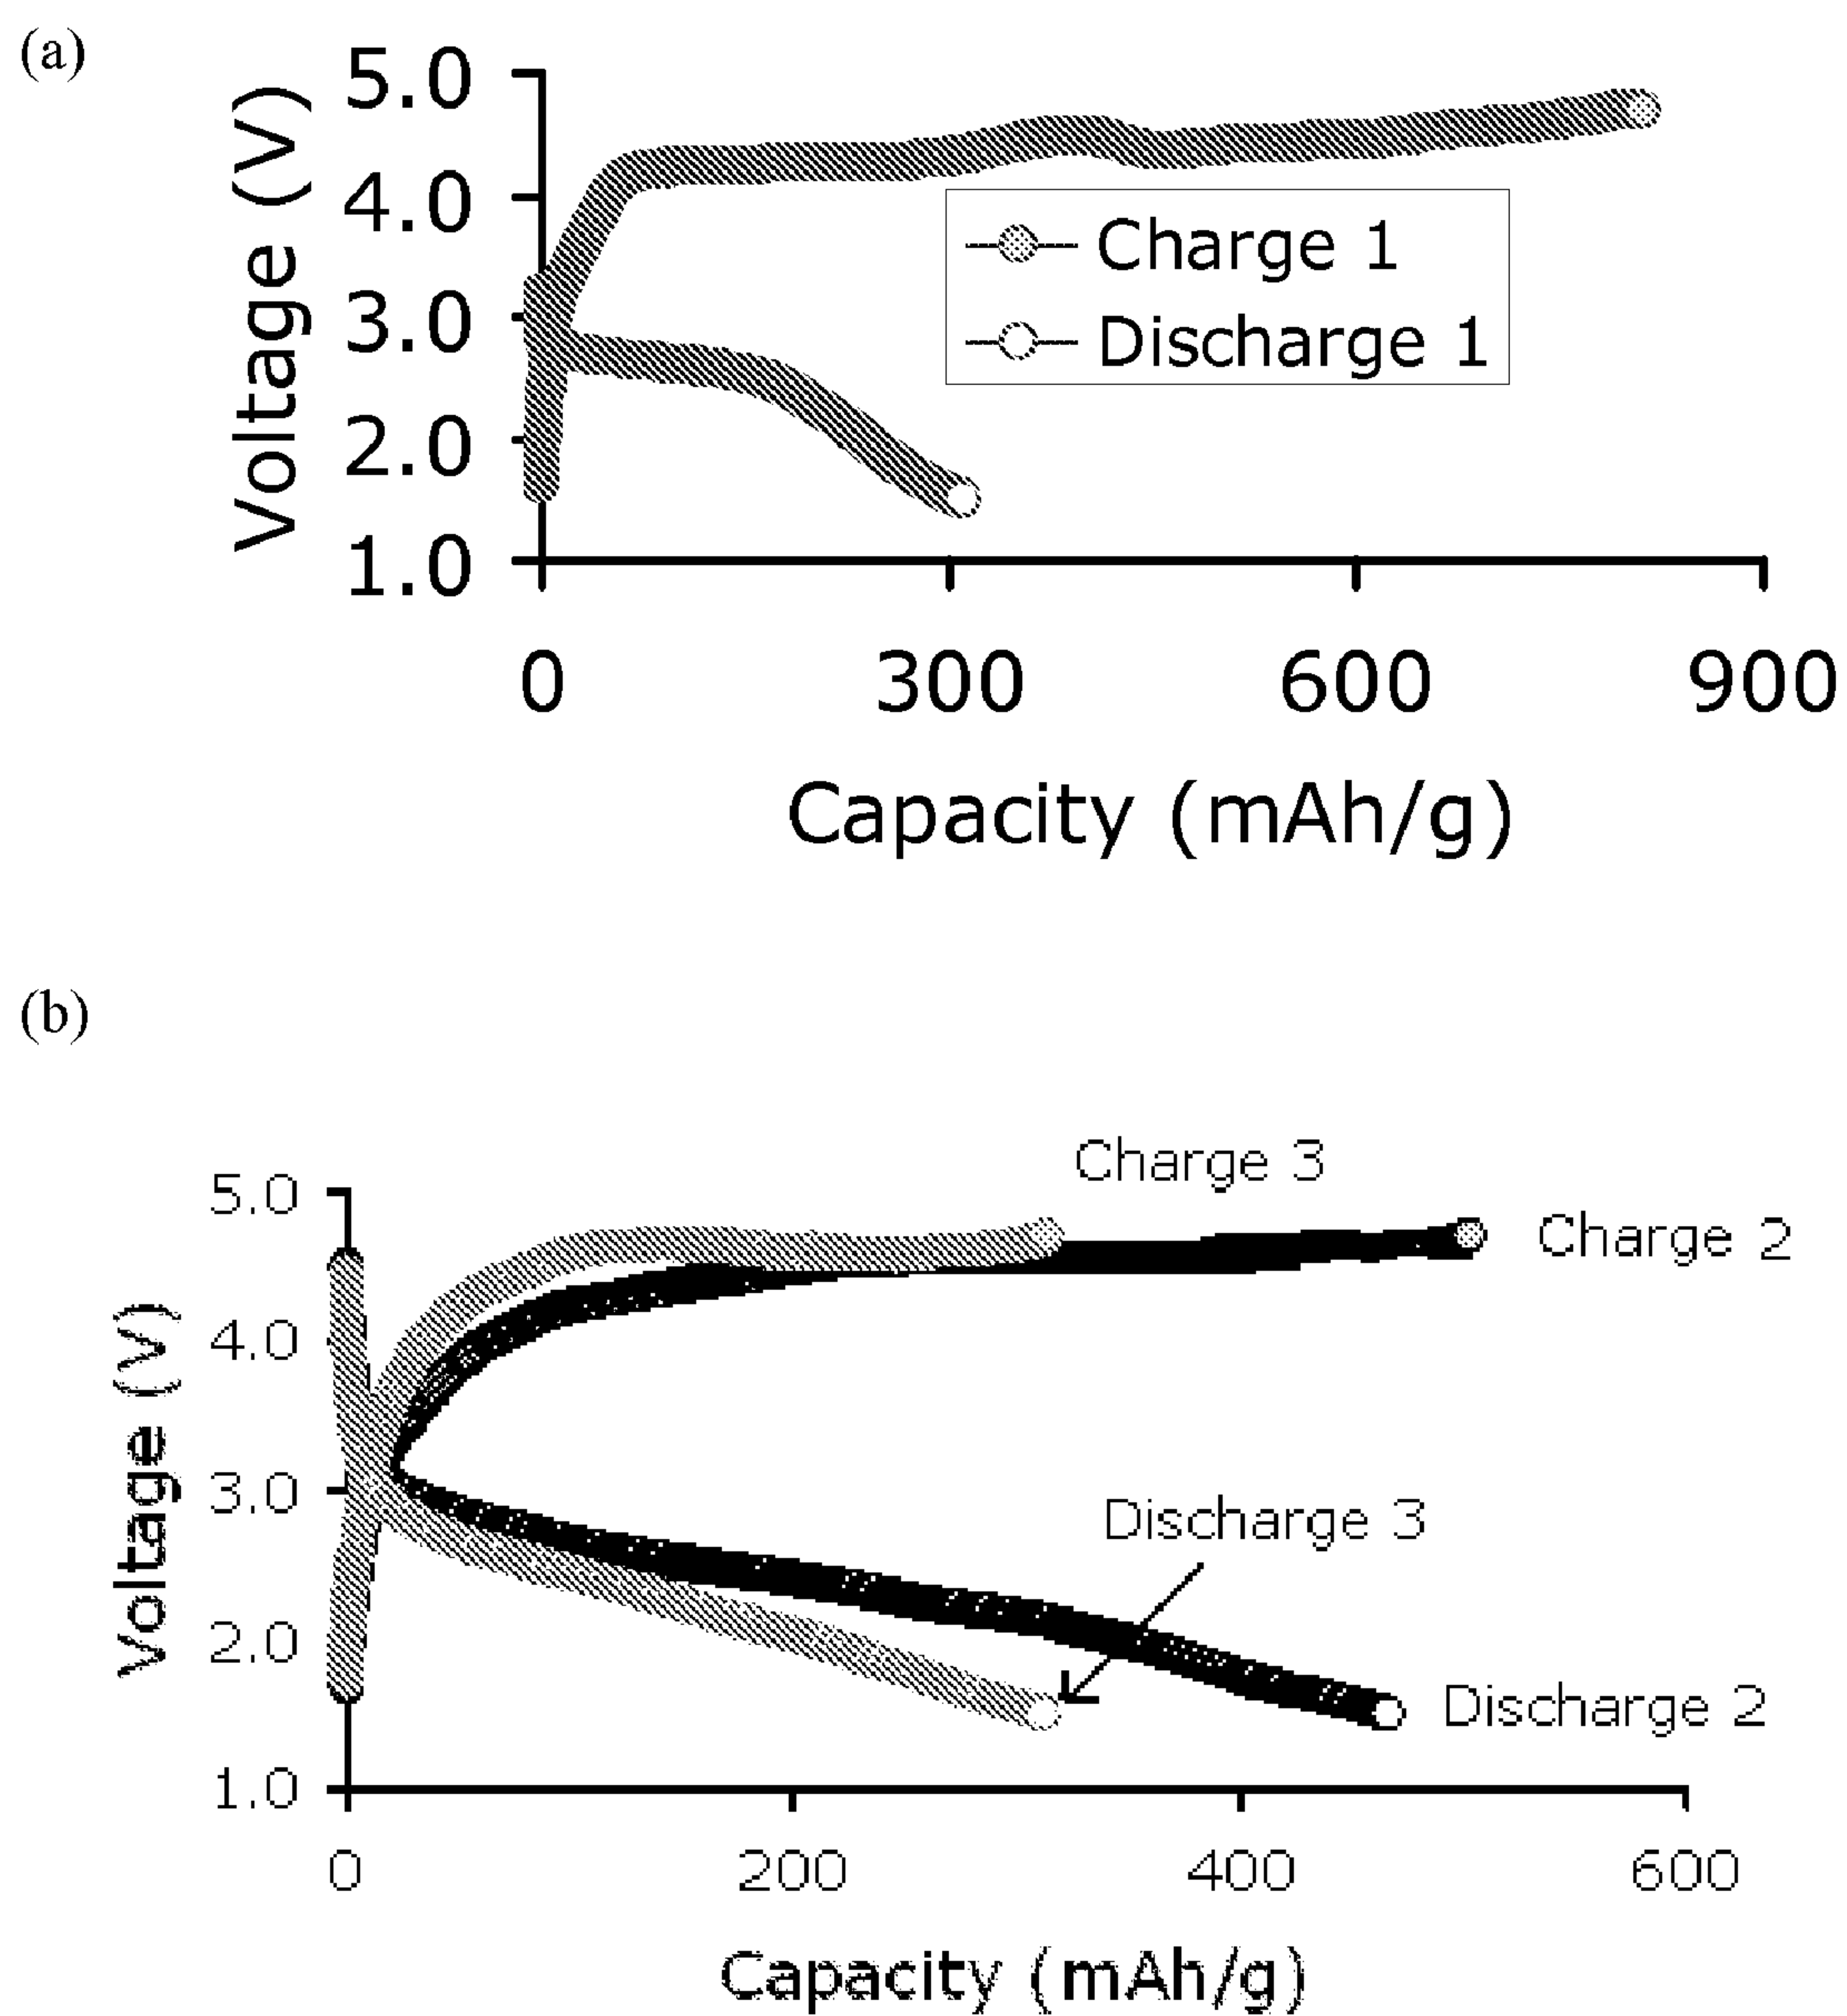 (a)
5.0
4.0
3.0
2.0
1.0
Voltage (V)
Charge 1
Discharge 1
0 300 600 900
Capacity (mAh/g)
(b)
5.0
4.0
3.0
2.0
1.0
Voltage (V)
Charge 3
Charge 2
Discharge 3
Discharge 2
0 200 400 600
Capacity (mAh/g)